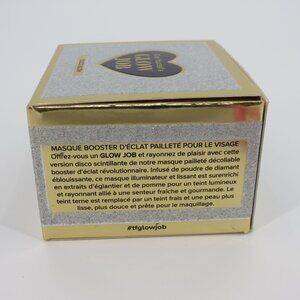 GLOW
JOB
MASQUE BOOSTER D'ÉCLAT PAILLETÉ POUR LE VISAGE
Offrez-vous un GLOW JOB et rayonnez de plaisir avec cette
version disco scintillante de notre masque pailleté décollable
booster d'éclat révolutionnaire. Infusé de poudre de diamant
éblouissante, ce masque illuminateur et lissant est surenrichi
en extraits d'églantier et de pomme pour un teint lumineux
et rayonnant allié à une senteur fraîche et gourmande. Le
teint terne est remplacé par un teint frais et une peau plus
lisse, plus douce et prête pour le maquillage.
#tfglowjob